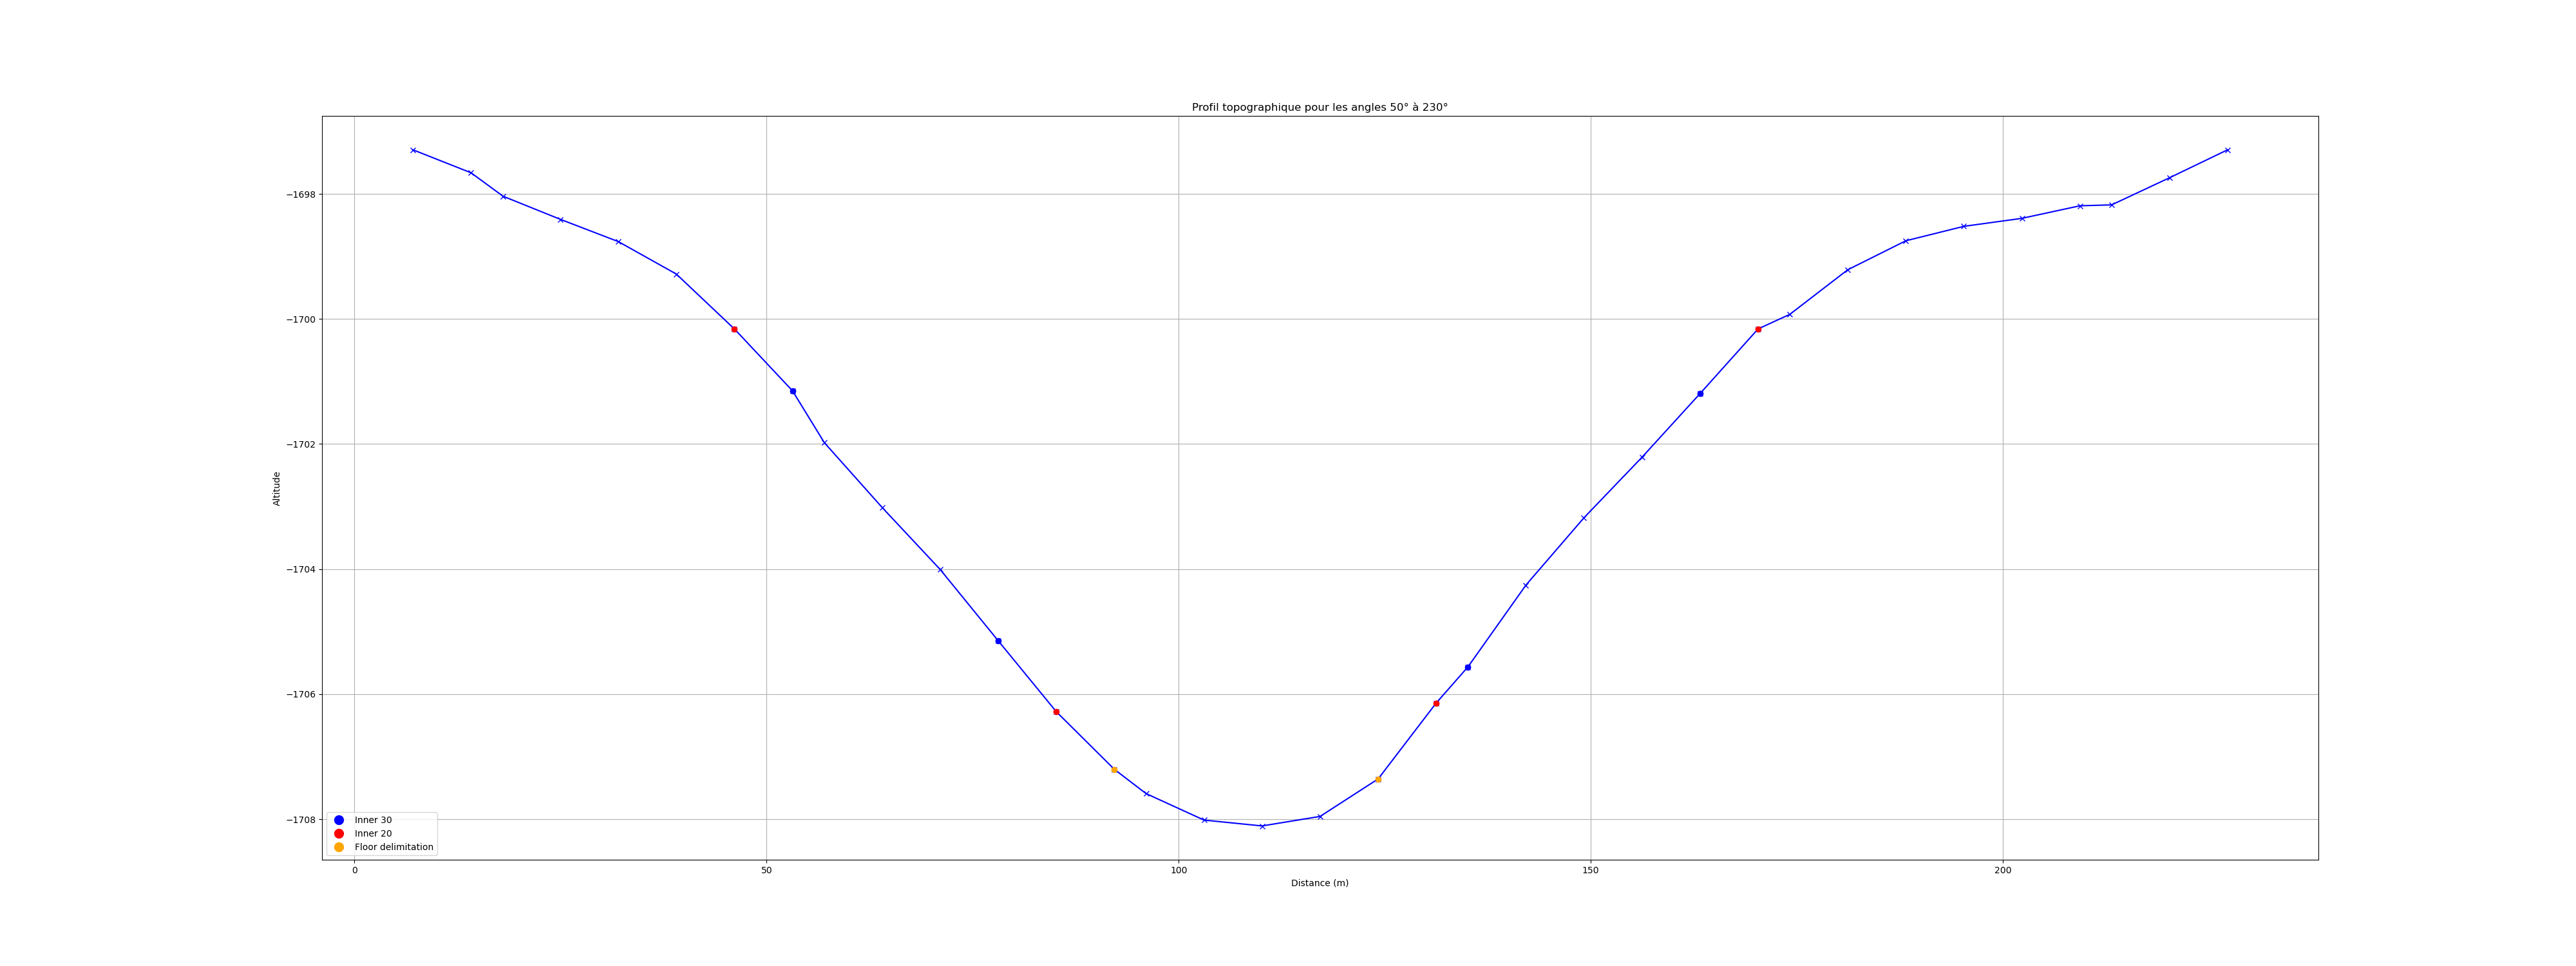 Profil topographique pour les angles 50° à 230°
Altitude
−1698
−1700
−1702
−1704
−1706
−1708
Inner 30
Inner 20
Floor delimitation
0
50
100
150
200
Distance (m)